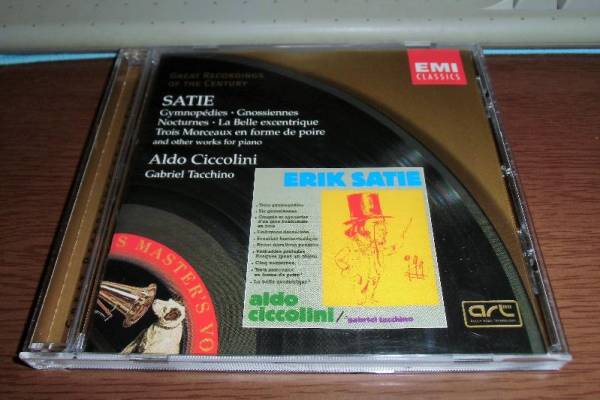 GREAT RECORDINGS
OF THE CENTURY
EMI
CLASSICS
SATIE
Gymnopédies · Gnossiennes
Nocturnes · La Belle excentrique
Trois Morceaux en forme de poire
and other works for piano
Aldo Ciccolini
Gabriel Tacchino
ERIK SATIE
aldo
ciccolini/
gabriel tacchino
S MASTER'S VO
art